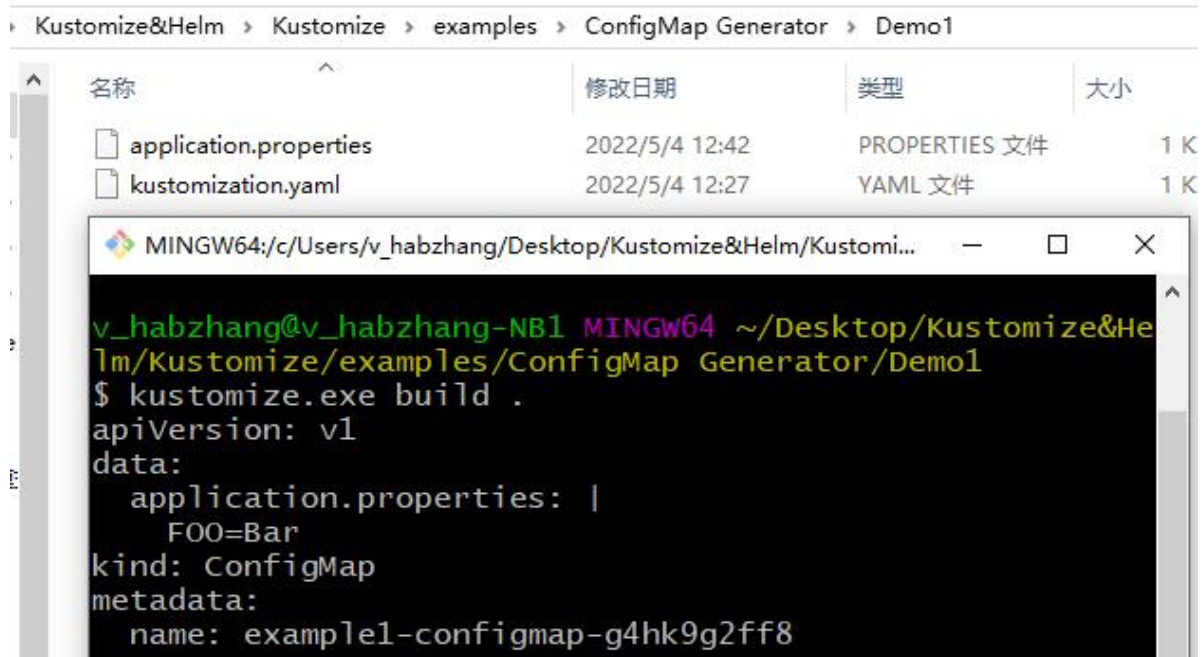 Kustomize&Helm > Kustomize > examples > ConfigMap Generator > Demo1
名称 修改日期 类型 大小
application.properties 2022/5/4 12:42 PROPERTIES 文件 1 K
kustomization.yaml 2022/5/4 12:27 YAML 文件 1 K
MINGW64:/c/Users/v_habzhang/Desktop/Kustomize&Helm/Kustomi...
v_habzhang@v_habzhang-NB1 MINGW64 ~/Desktop/Kustomize&He
lm/Kustomize/examples/ConfigMap Generator/Demo1
$ kustomize.exe build .
apiVersion: v1
data:
  application.properties: |
    FOO=Bar
kind: ConfigMap
metadata:
  name: example1-configmap-g4hk9g2ff8